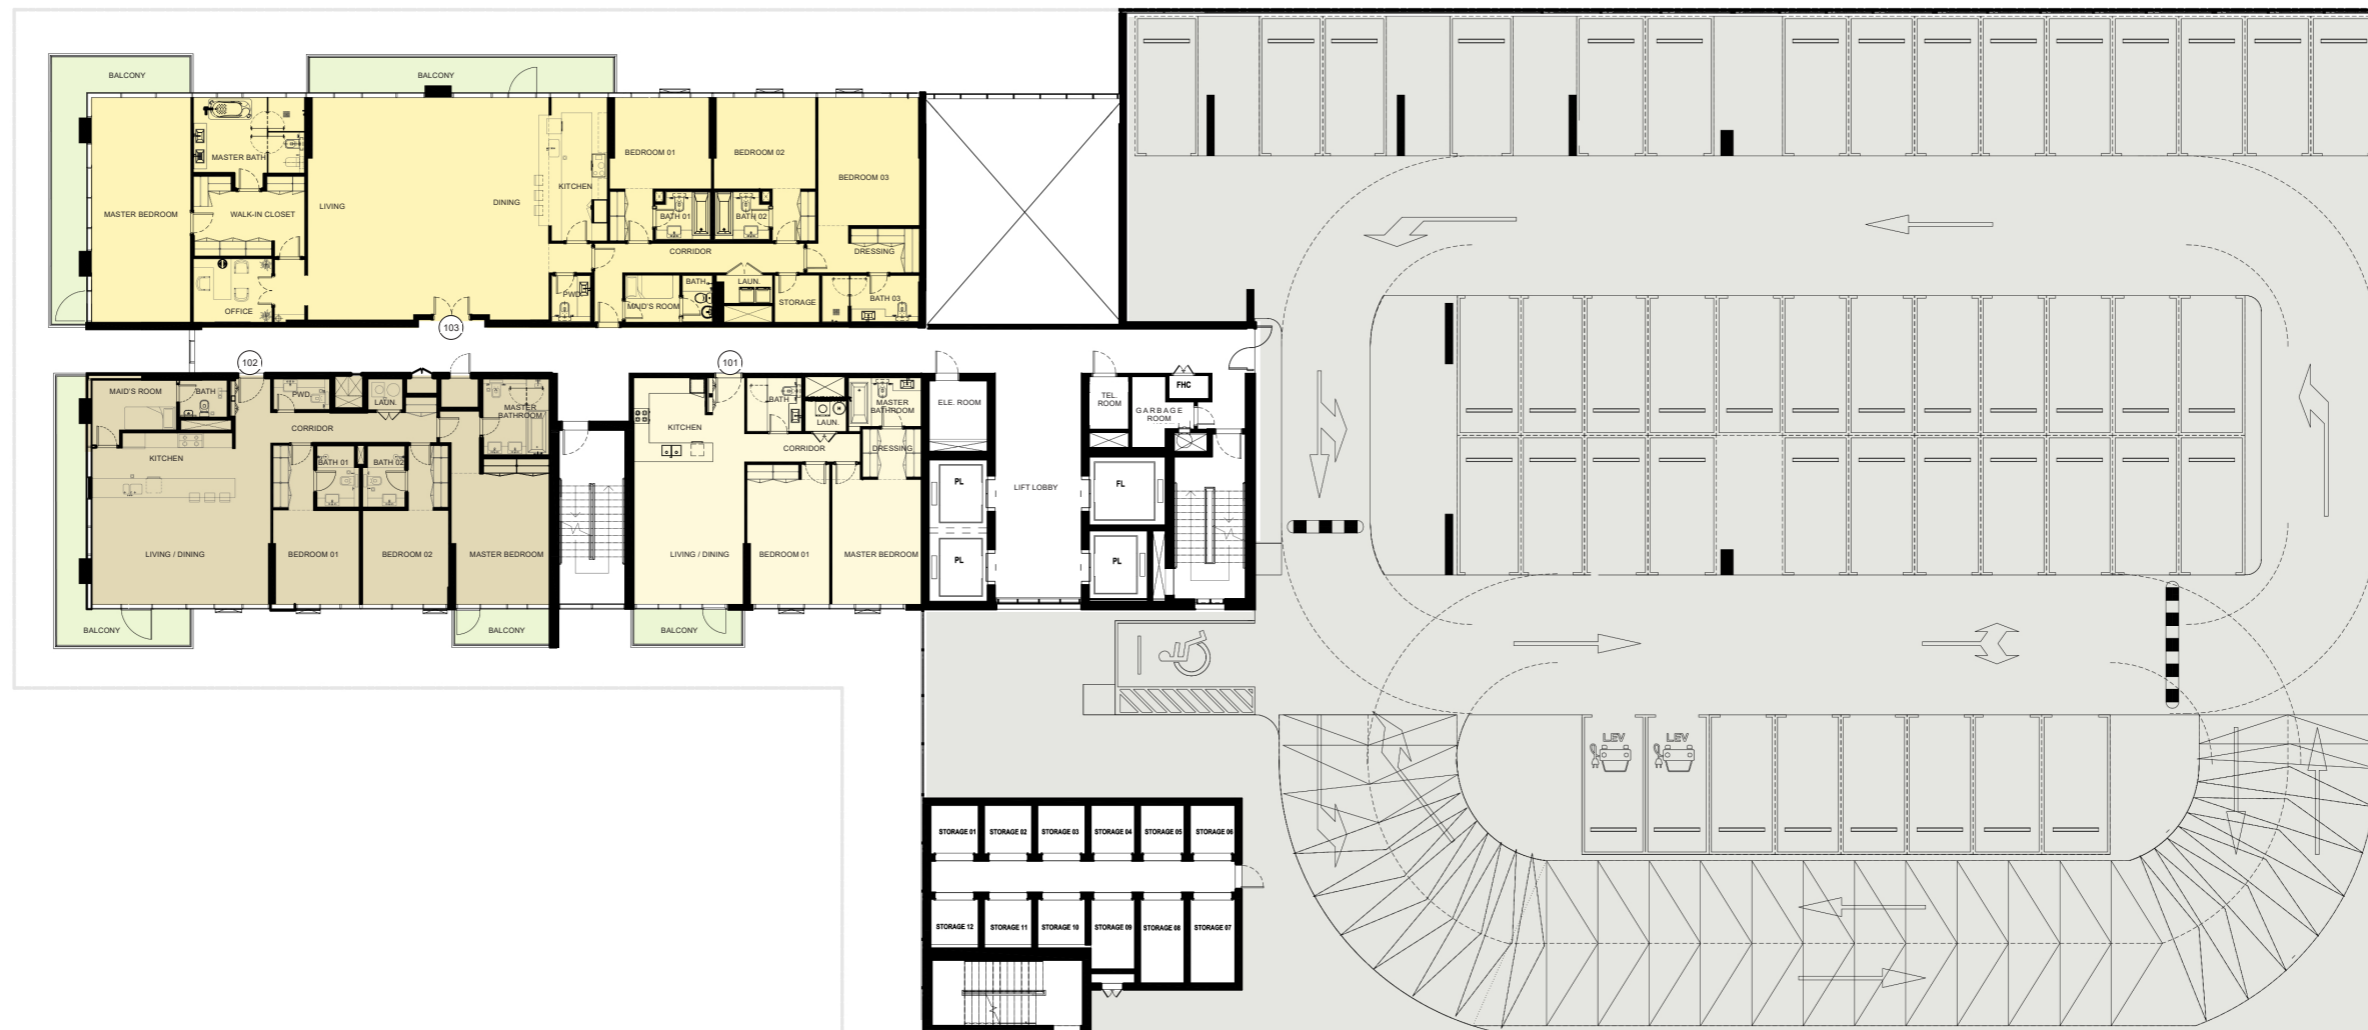 BALCONY
BALCONY
MASTER BATH
BEDROOM 01
BEDROOM 02
BEDROOM 03
KITCHEN
MASTER BEDROOM
WALK-IN CLOSET
LIVING
DINING
BATH 01
BATH 02
CORRIDOR
DRESSING
OFFICE
PWD
MAID'S ROOM
BATH
LAUN.
STORAGE
BATH 03
103
102
101
MAID'S ROOM
BATH
PWD.
LAUN.
MASTER
BATHROOM
CORRIDOR
KITCHEN
BATH 01
BATH 02
LIVING / DINING
BEDROOM 01
BEDROOM 02
MASTER BEDROOM
BALCONY
BALCONY
KITCHEN
BATH
LAUN.
MASTER
BATHROOM
CORRIDOR
DRESSING
LIVING / DINING
BEDROOM 01
MASTER BEDROOM
BALCONY
ELE. ROOM
TEL.
ROOM
GARBAGE
ROOM
FHC
PL
LIFT LOBBY
FL
PL
PL
LEV
LEV
STORAGE 01
STORAGE 02
STORAGE 03
STORAGE 04
STORAGE 05
STORAGE 06
STORAGE 12
STORAGE 11
STORAGE 10
STORAGE 09
STORAGE 08
STORAGE 07